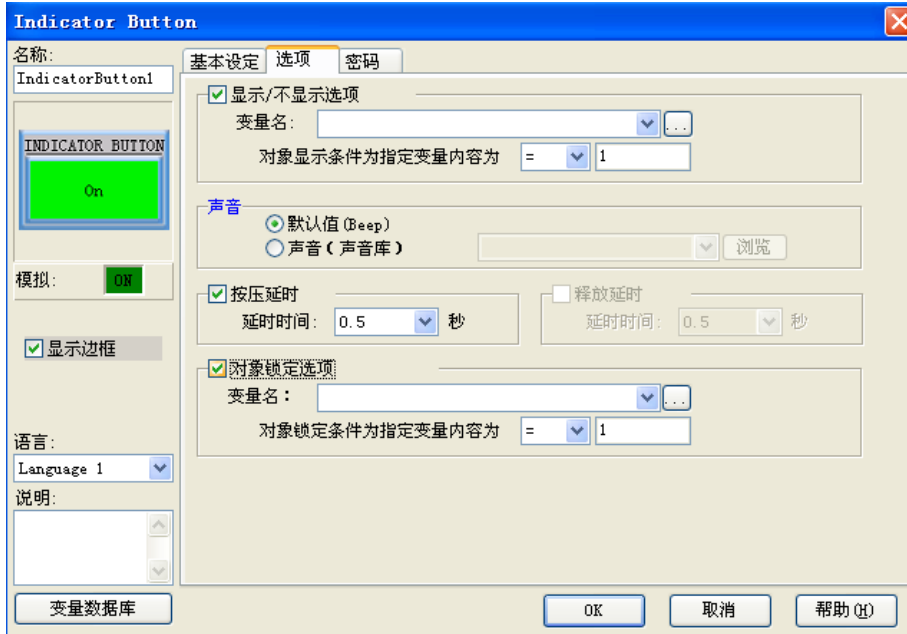 Indicator Button
名称:
IndicatorButton1
INDICATOR BUTTON
On
模拟: ON
显示边框
语言:
Language 1
说明:
变量数据库
基本设定 选项 密码
显示/不显示选项
变量名: ...
对象显示条件为指定变量内容为 = 1
声音
默认值(Beep)
声音(声音库) 浏览
按压延时
延时时间: 0.5 秒
释放延时
延时时间: 0.5 秒
对象锁定选项
变量名: ...
对象锁定条件为指定变量内容为 = 1
OK 取消 帮助(H)